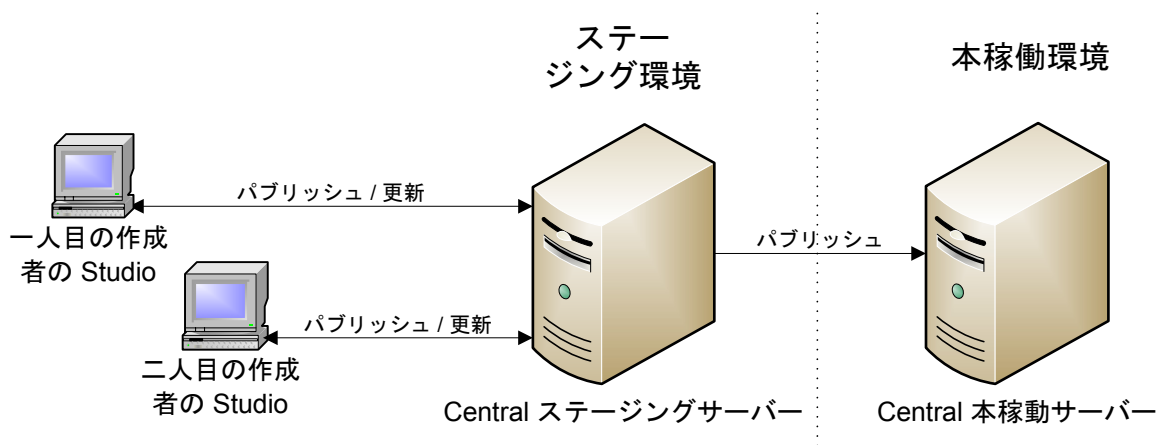 ステー
ジング環境
本稼働環境
パブリッシュ / 更新
一人目の作成
者の Studio
パブリッシュ
パブリッシュ / 更新
二人目の作成
者の Studio
Central ステージングサーバー
Central 本稼動サーバー